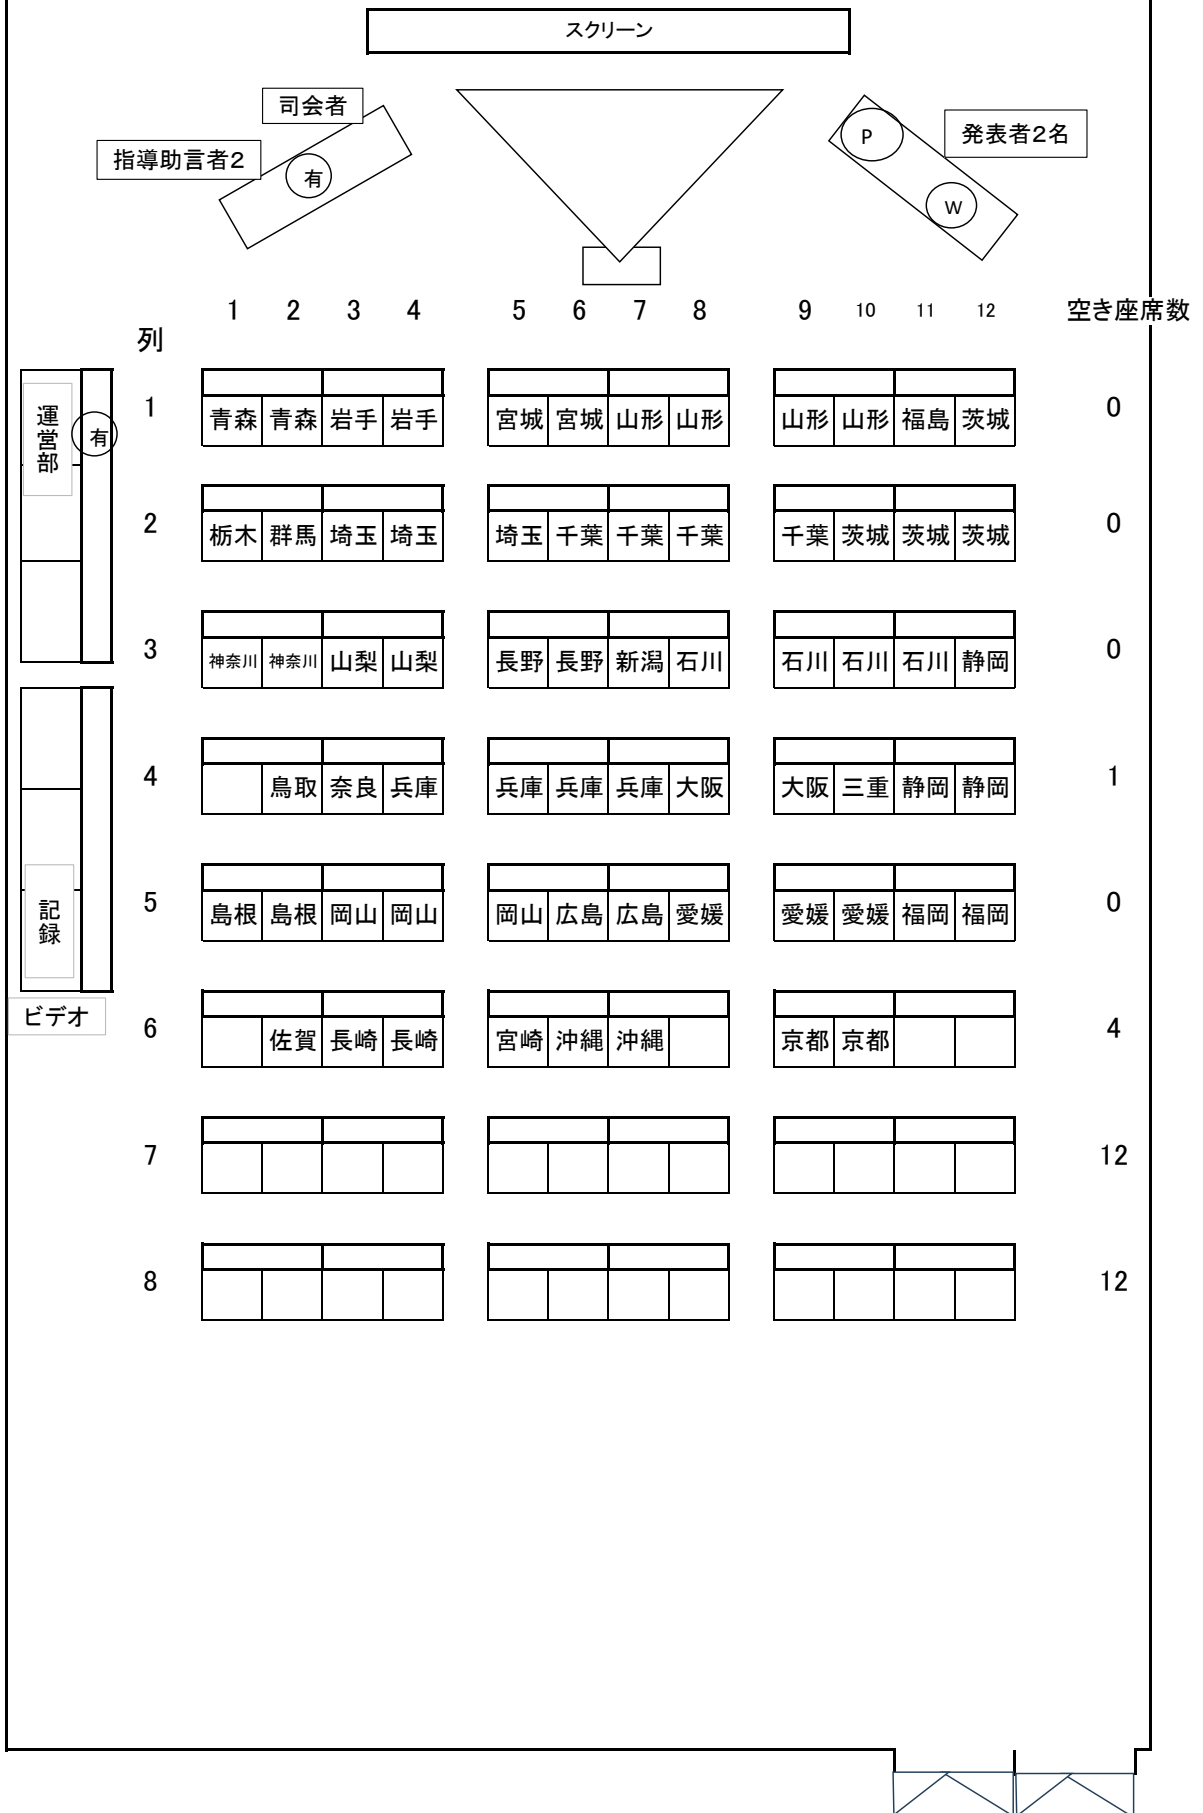 スクリーン
司会者
指導助言者2
有
P
W
発表者2名
1 2 3 4 5 6 7 8 9 10 11 12 空き座席数
列
運営部
有
1 青森 青森 岩手 岩手 宮城 宮城 山形 山形 山形 山形 福島 茨城 0
2 栃木 群馬 埼玉 埼玉 埼玉 千葉 千葉 千葉 千葉 茨城 茨城 茨城 0
3 神奈川 神奈川 山梨 山梨 長野 長野 新潟 石川 石川 石川 石川 静岡 0
4 鳥取 奈良 兵庫 兵庫 兵庫 兵庫 大阪 大阪 三重 静岡 静岡 1
記録
5 島根 島根 岡山 岡山 岡山 広島 広島 愛媛 愛媛 愛媛 福岡 福岡 0
ビデオ
6 佐賀 長崎 長崎 宮崎 沖縄 沖縄 京都 京都 4
7 12
8 12